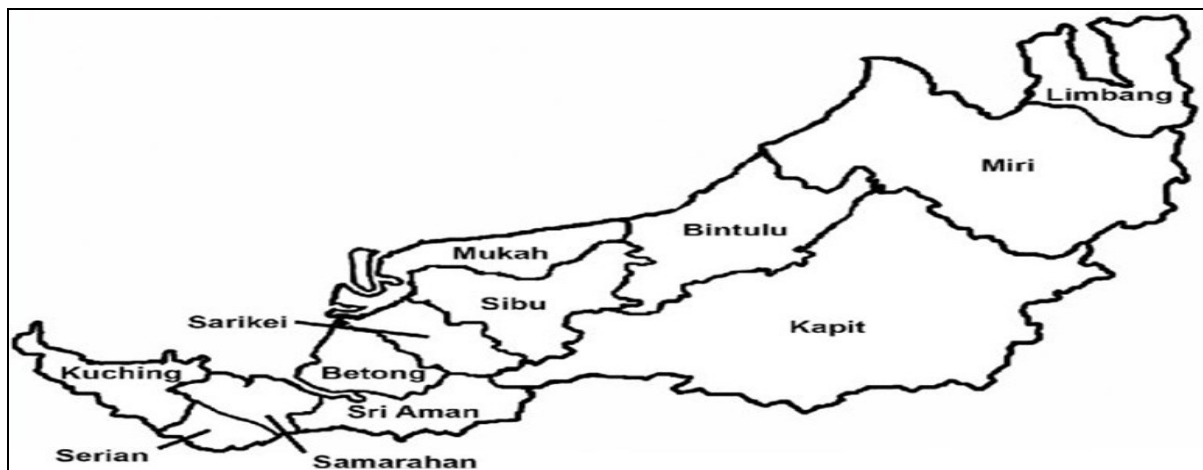 Limbang
Miri
Bintulu
Mukah
Sibu
Sarikei
Kapit
Kuching
Betong
Sri Aman
Serian
Samarahan